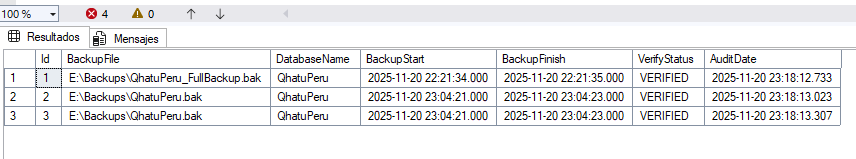 100 % 4 0
Resultados Mensajes
Id BackupFile DatabaseName BackupStart BackupFinish VerifyStatus AuditDate
1 1 E:\Backups\QhatuPeru_FullBackup.bak QhatuPeru 2025-11-20 22:21:34.000 2025-11-20 22:21:35.000 VERIFIED 2025-11-20 23:18:12.733
2 2 E:\Backups\QhatuPeru.bak QhatuPeru 2025-11-20 23:04:21.000 2025-11-20 23:04:23.000 VERIFIED 2025-11-20 23:18:13.023
3 3 E:\Backups\QhatuPeru.bak QhatuPeru 2025-11-20 23:04:21.000 2025-11-20 23:04:23.000 VERIFIED 2025-11-20 23:18:13.307